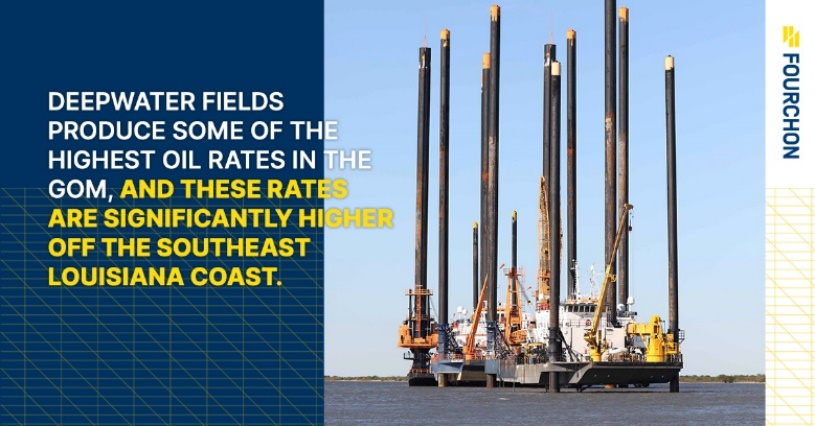 DEEPWATER FIELDS
PRODUCE SOME OF THE
HIGHEST OIL RATES IN THE
GOM, AND THESE RATES
ARE SIGNIFICANTLY HIGHER
OFF THE SOUTHEAST
LOUISIANA COAST.
FOURCHON